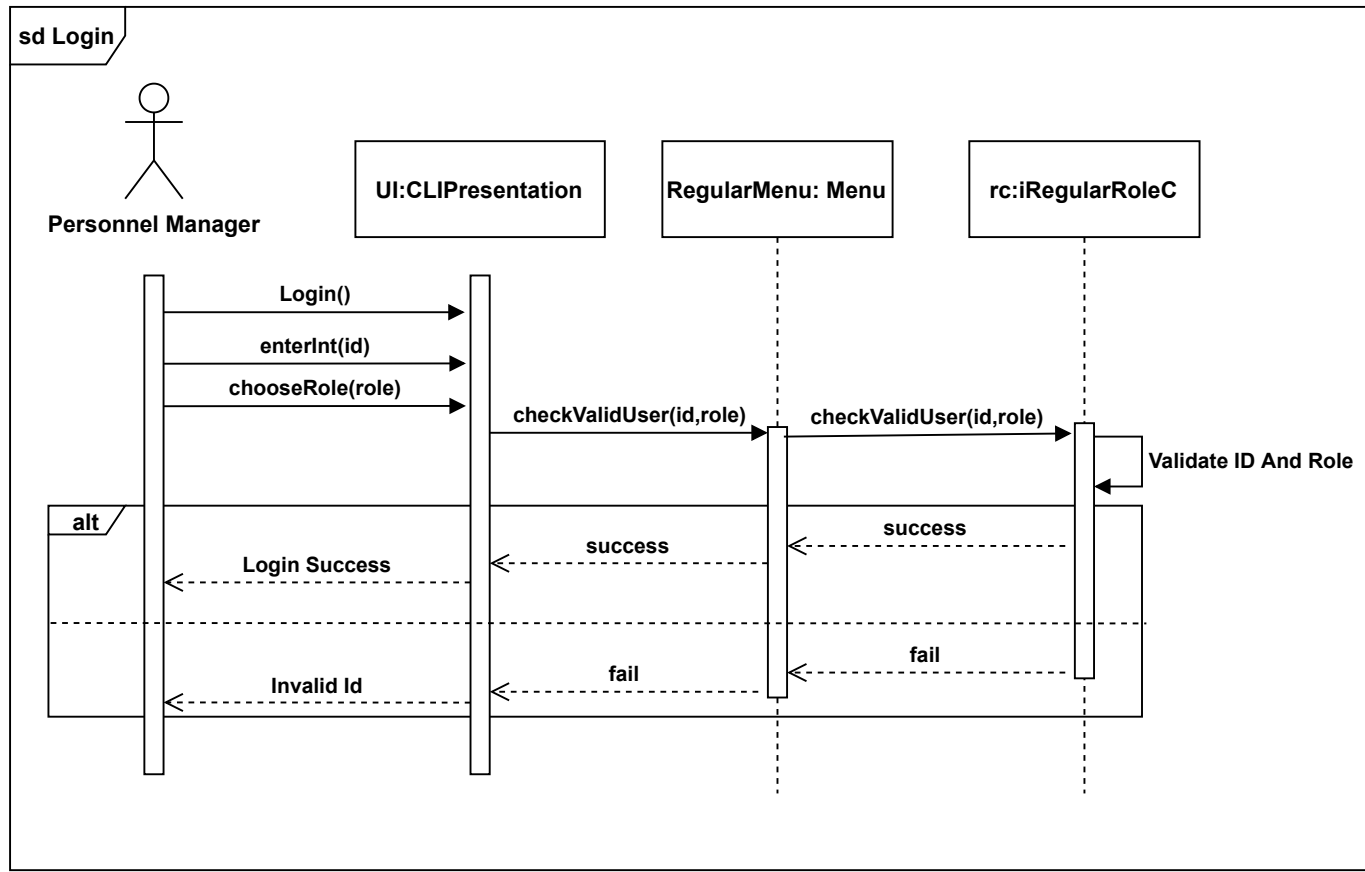 sd Login
Personnel Manager
UI:CLIPresentation
RegularMenu: Menu
rc:iRegularRoleC
Login()
enterInt(id)
chooseRole(role)
checkValidUser(id,role)
checkValidUser(id,role)
Validate ID And Role
alt
success
success
Login Success
fail
fail
Invalid Id